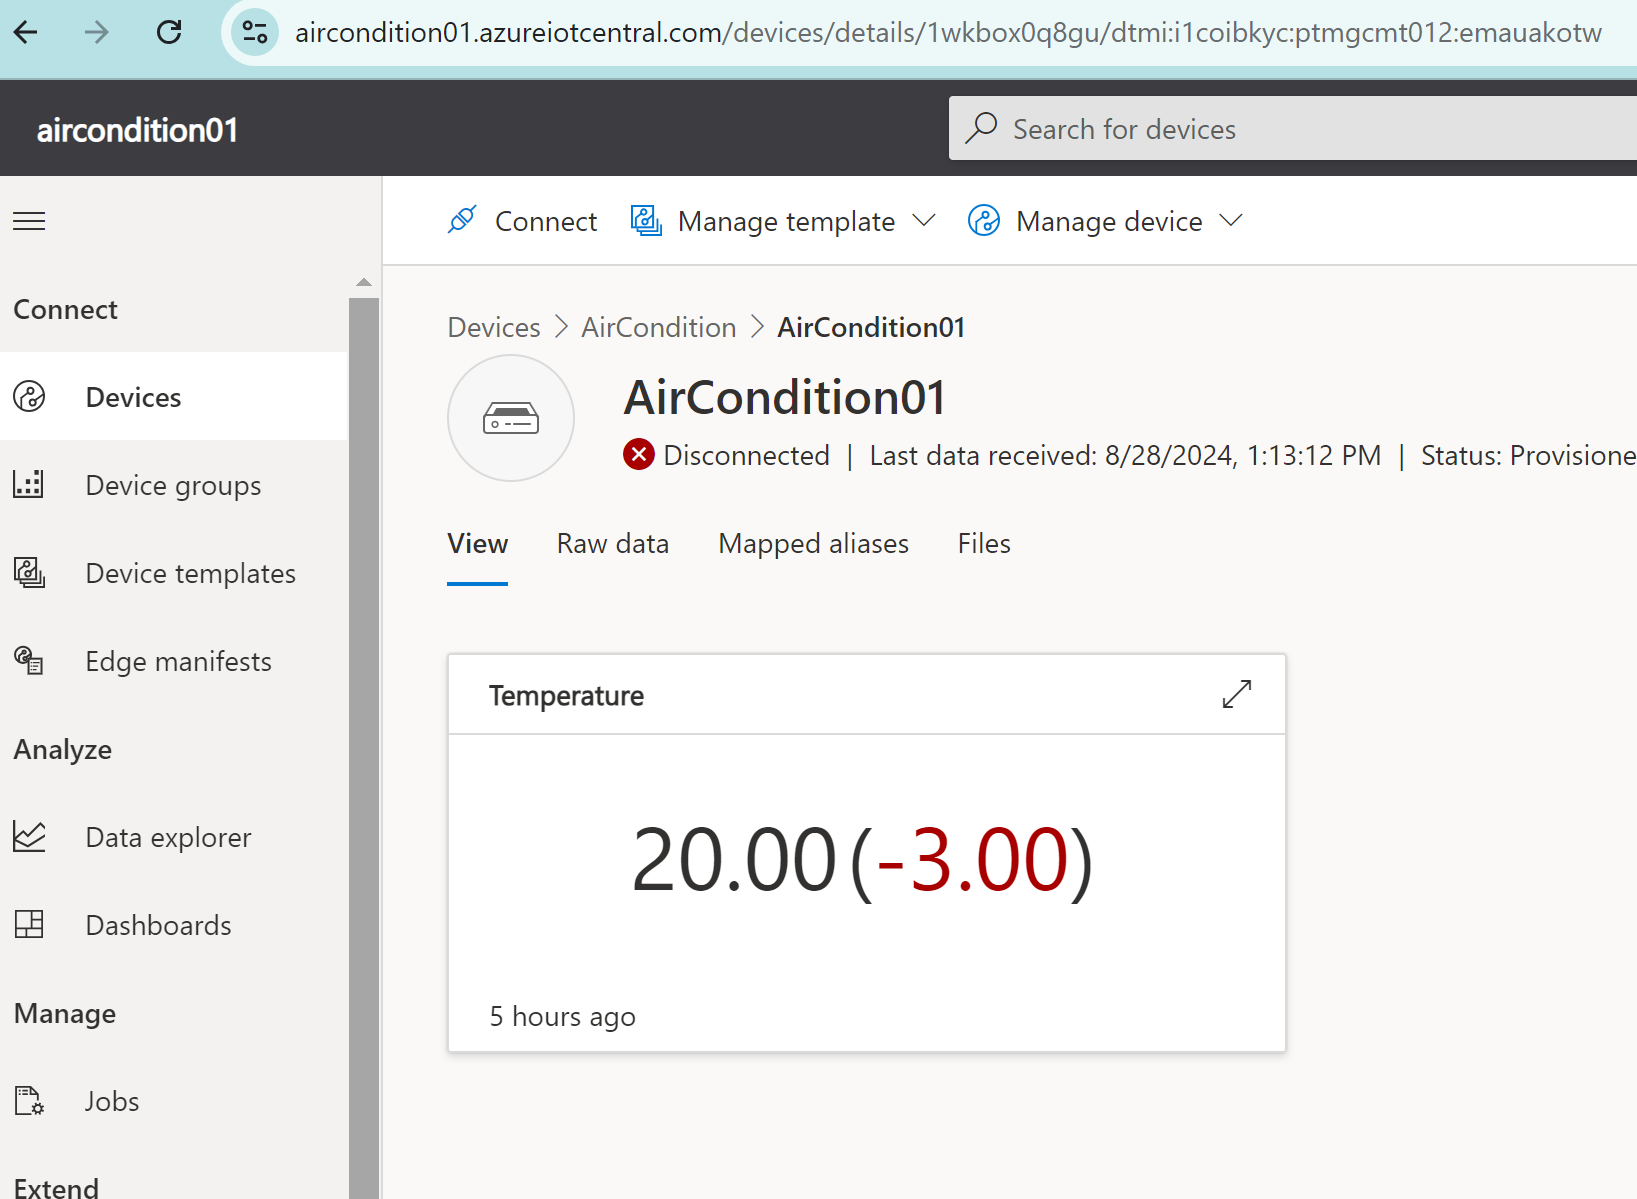 aircondition01.azureiotcentral.com/devices/details/1wkbox0q8gu/dtmi:i1coibkyc:ptmgcmt012:emauakotw
aircondition01
Search for devices
Connect
Manage template
Manage device
Connect
Devices
Device groups
Device templates
Edge manifests
Analyze
Data explorer
Dashboards
Manage
Jobs
Extend
Devices > AirCondition > AirCondition01
AirCondition01
Disconnected | Last data received: 8/28/2024, 1:13:12 PM | Status: Provisione
View
Raw data
Mapped aliases
Files
Temperature
20.00(-3.00)
5 hours ago